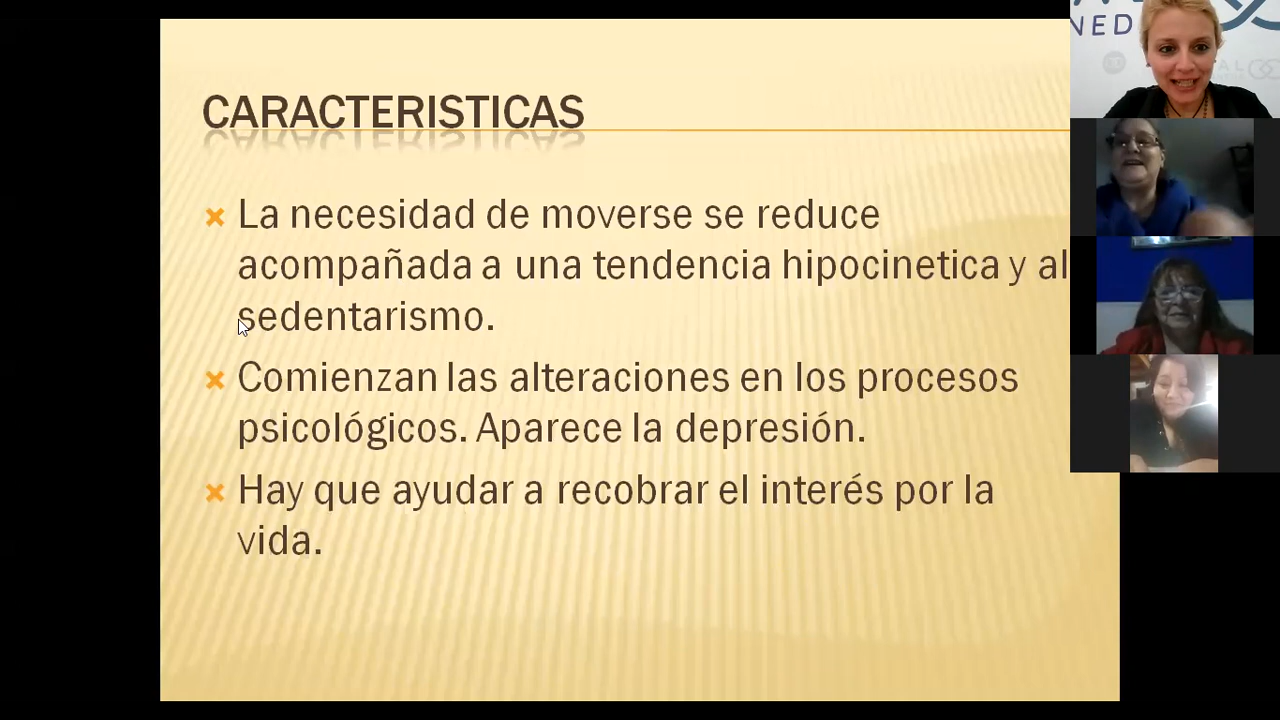 CARACTERISTICAS
La necesidad de moverse se reduce
acompañada a una tendencia hipocinetica y al
sedentarismo.
Comienzan las alteraciones en los procesos
psicológicos. Aparece la depresión.
Hay que ayudar a recobrar el interés por la
vida.
NED